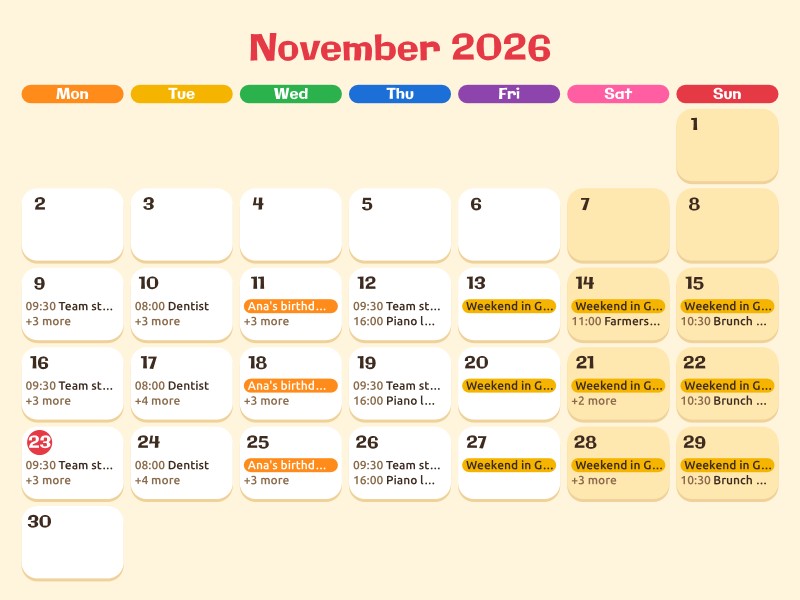 November 2026
Mon Tue Wed Thu Fri Sat Sun
1
2 3 4 5 6 7 8
9 10 11 12 13 14 15
09:30 Team st... 08:00 Dentist Ana's birthd... 09:30 Team st... Weekend in G... Weekend in G... Weekend in G...
+3 more +3 more +3 more 16:00 Piano l... 11:00 Farmers... 10:30 Brunch ...
16 17 18 19 20 21 22
09:30 Team st... 08:00 Dentist Ana's birthd... 09:30 Team st... Weekend in G... Weekend in G... Weekend in G...
+3 more +4 more +3 more 16:00 Piano l... +2 more 10:30 Brunch ...
23 24 25 26 27 28 29
09:30 Team st... 08:00 Dentist Ana's birthd... 09:30 Team st... Weekend in G... Weekend in G... Weekend in G...
+3 more +4 more +3 more 16:00 Piano l... +3 more 10:30 Brunch ...
30